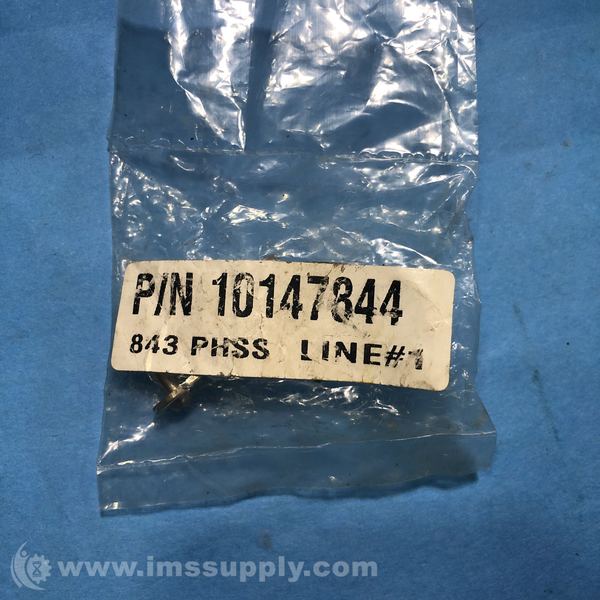 P/N 10147844
843 PHSS LINE#1
www.imssupply.com